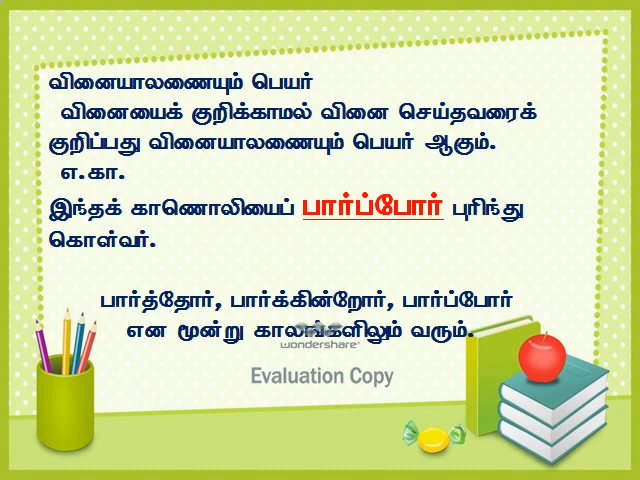 வினையாலணையும் பெயர்
வினையைக் குறிக்காமல் வினை செய்தவரைக்
குறிப்பது வினையாலணையும் பெயர் ஆகும்.
எ.கா.
இந்தக் காணொலியைப் பார்ப்போர் புரிந்து
கொள்வர்.
பார்த்தோர், பார்க்கின்றோர், பார்ப்போர்
என மூன்று காலங்களிலும் வரும்.
wondershare
Evaluation Copy